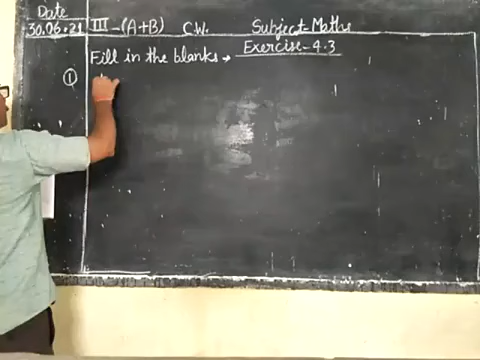 Date III-(A+B) C.W. Subject-Maths
30.06.21
Fill in the blanks → Exercise-4.3
①